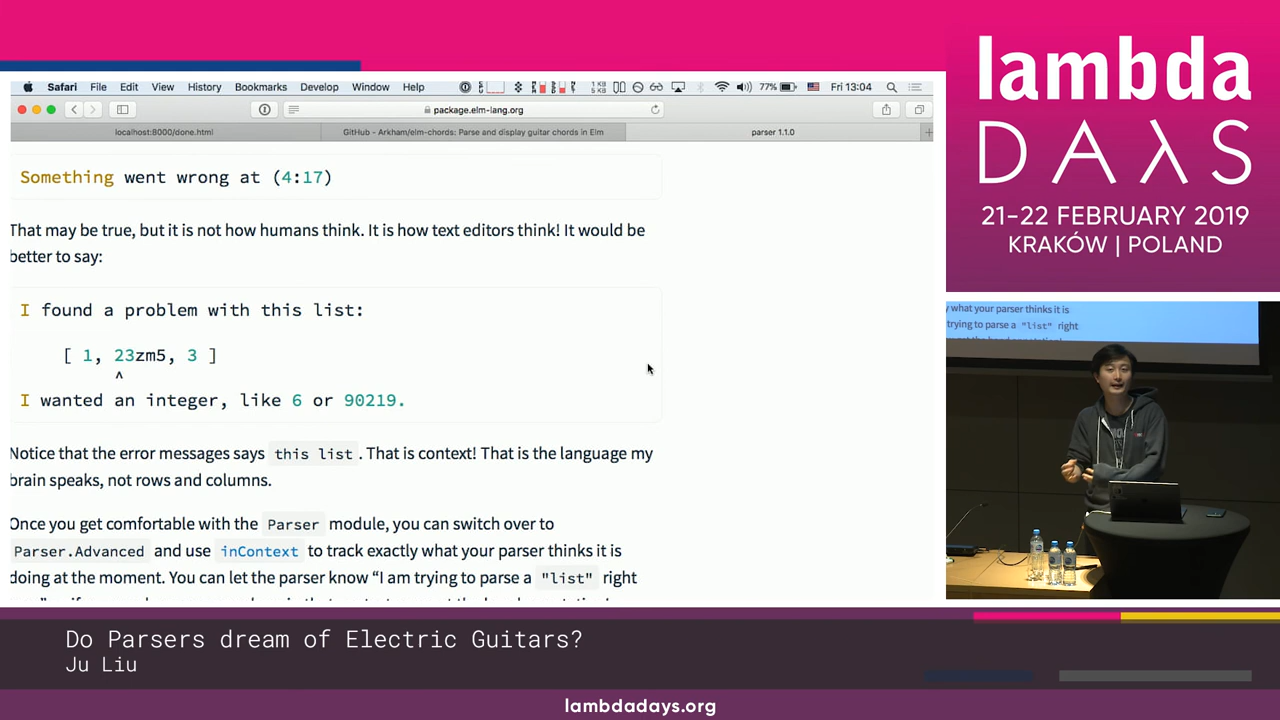 Safari File Edit View History Bookmarks Develop Window Help 77% Fri 13:04
package.elm-lang.org
localhost:8000/done.html
GitHub - Arkham/elm-chords: Parse and display guitar chords in Elm
parser 1.1.0
Something went wrong at (4:17)
That may be true, but it is not how humans think. It is how text editors think! It would be
better to say:
I found a problem with this list:
[ 1, 23zm5, 3 ]
^
I wanted an integer, like 6 or 90219.
Notice that the error messages says this list. That is context! That is the language my
brain speaks, not rows and columns.
Once you get comfortable with the Parser module, you can switch over to
Parser.Advanced and use inContext to track exactly what your parser thinks it is
doing at the moment. You can let the parser know “I am trying to parse a "list" right
lambda
DAλS
21–22 FEBRUARY 2019
KRAKÓW | POLAND
what your parser thinks it is
trying to parse a "list" right
Do Parsers dream of Electric Guitars?
Ju Liu
lambdadays.org